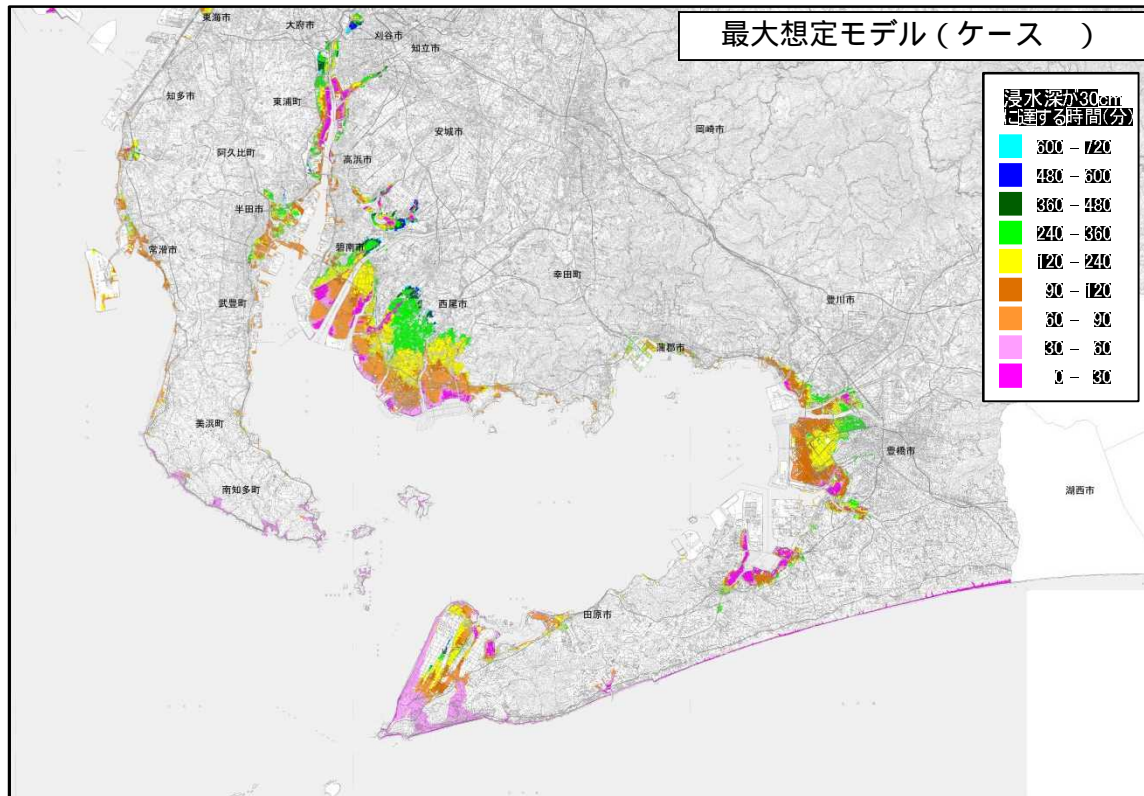 最大想定モデル（ケース　）
浸水深が30cm
に達する時間(分)
600 － 720
480 － 600
360 － 480
240 － 360
120 － 240
90 － 120
60 － 90
30 － 60
0 － 30
東海市
大府市
刈谷市
知立市
知多市
東浦町
安城市
岡崎市
阿久比町
高浜市
半田市
碧南市
常滑市
幸田町
武豊町
西尾市
豊川市
蒲郡市
美浜町
豊橋市
南知多町
湖西市
田原市